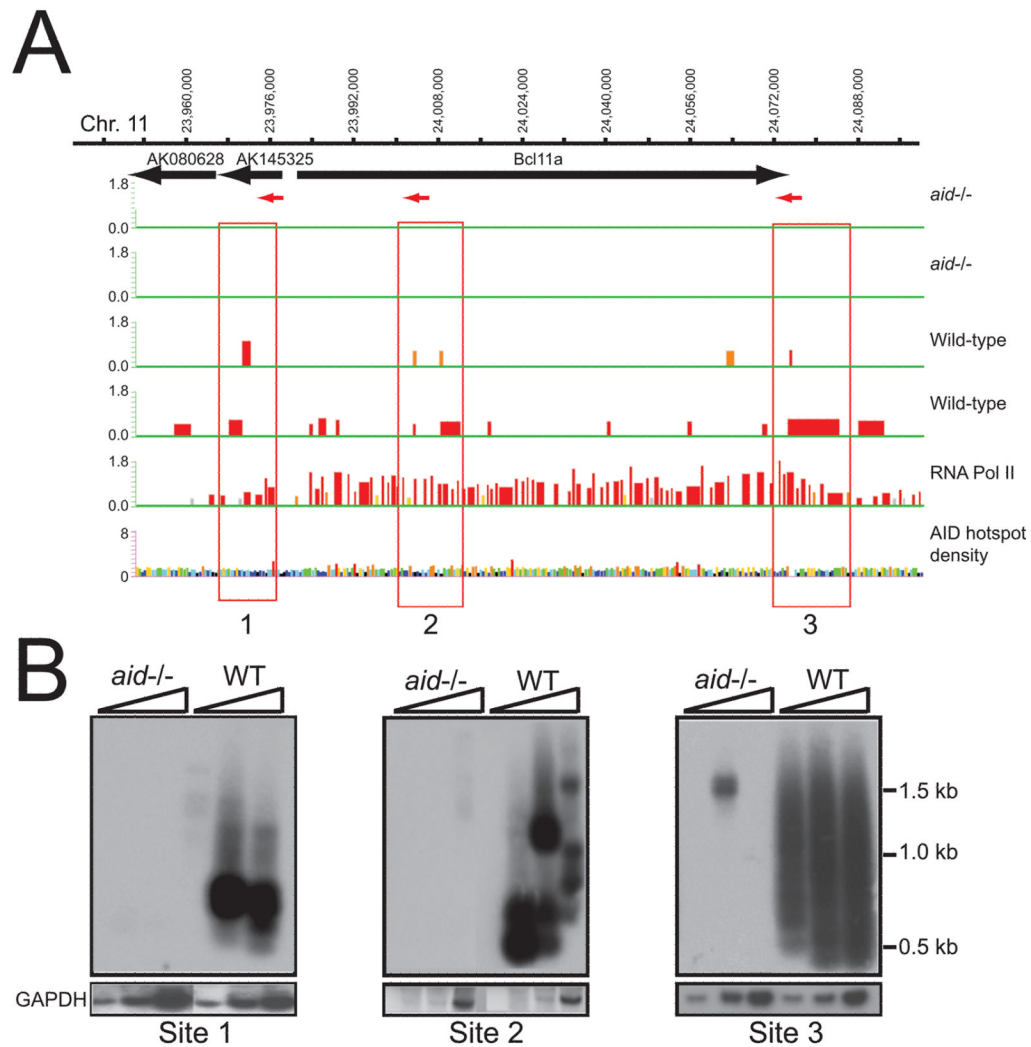 A
23,960,000 23,976,000 23,992,000 24,008,000 24,024,000 24,040,000 24,056,000 24,072,000 24,088,000
Chr. 11
AK080628 AK145325 Bcl11a
1.8
0.0
aid-/-
1.8
0.0
aid-/-
1.8
0.0
Wild-type
1.8
0.0
Wild-type
1.8
0.0
RNA Pol II
8
0
AID hotspot
density
1 2 3
B
aid-/- WT aid-/- WT aid-/- WT
1.5 kb
1.0 kb
0.5 kb
GAPDH
Site 1 Site 2 Site 3